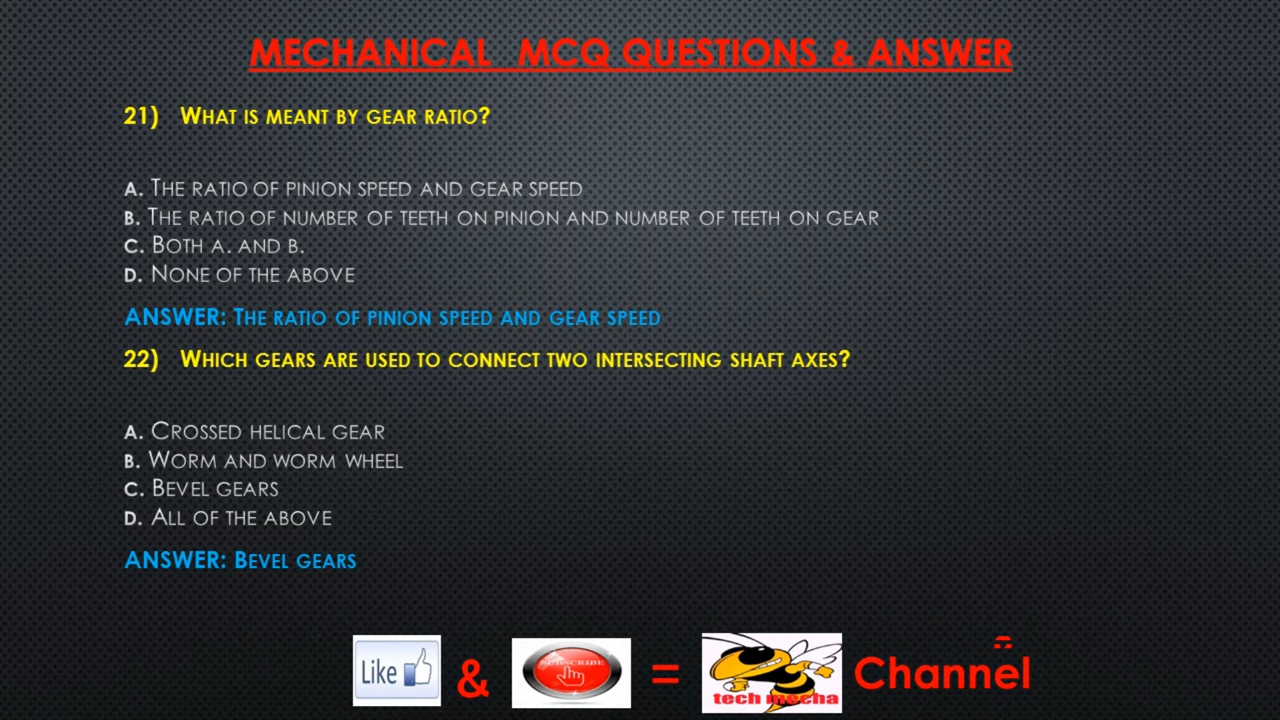 MECHANICAL MCQ QUESTIONS & ANSWER
21) WHAT IS MEANT BY GEAR RATIO?
A. THE RATIO OF PINION SPEED AND GEAR SPEED
B. THE RATIO OF NUMBER OF TEETH ON PINION AND NUMBER OF TEETH ON GEAR
C. BOTH A. AND B.
D. NONE OF THE ABOVE
ANSWER: THE RATIO OF PINION SPEED AND GEAR SPEED
22) WHICH GEARS ARE USED TO CONNECT TWO INTERSECTING SHAFT AXES?
A. CROSSED HELICAL GEAR
B. WORM AND WORM WHEEL
C. BEVEL GEARS
D. ALL OF THE ABOVE
ANSWER: BEVEL GEARS
Like & SUBSCRIBE = tech mecha Channel